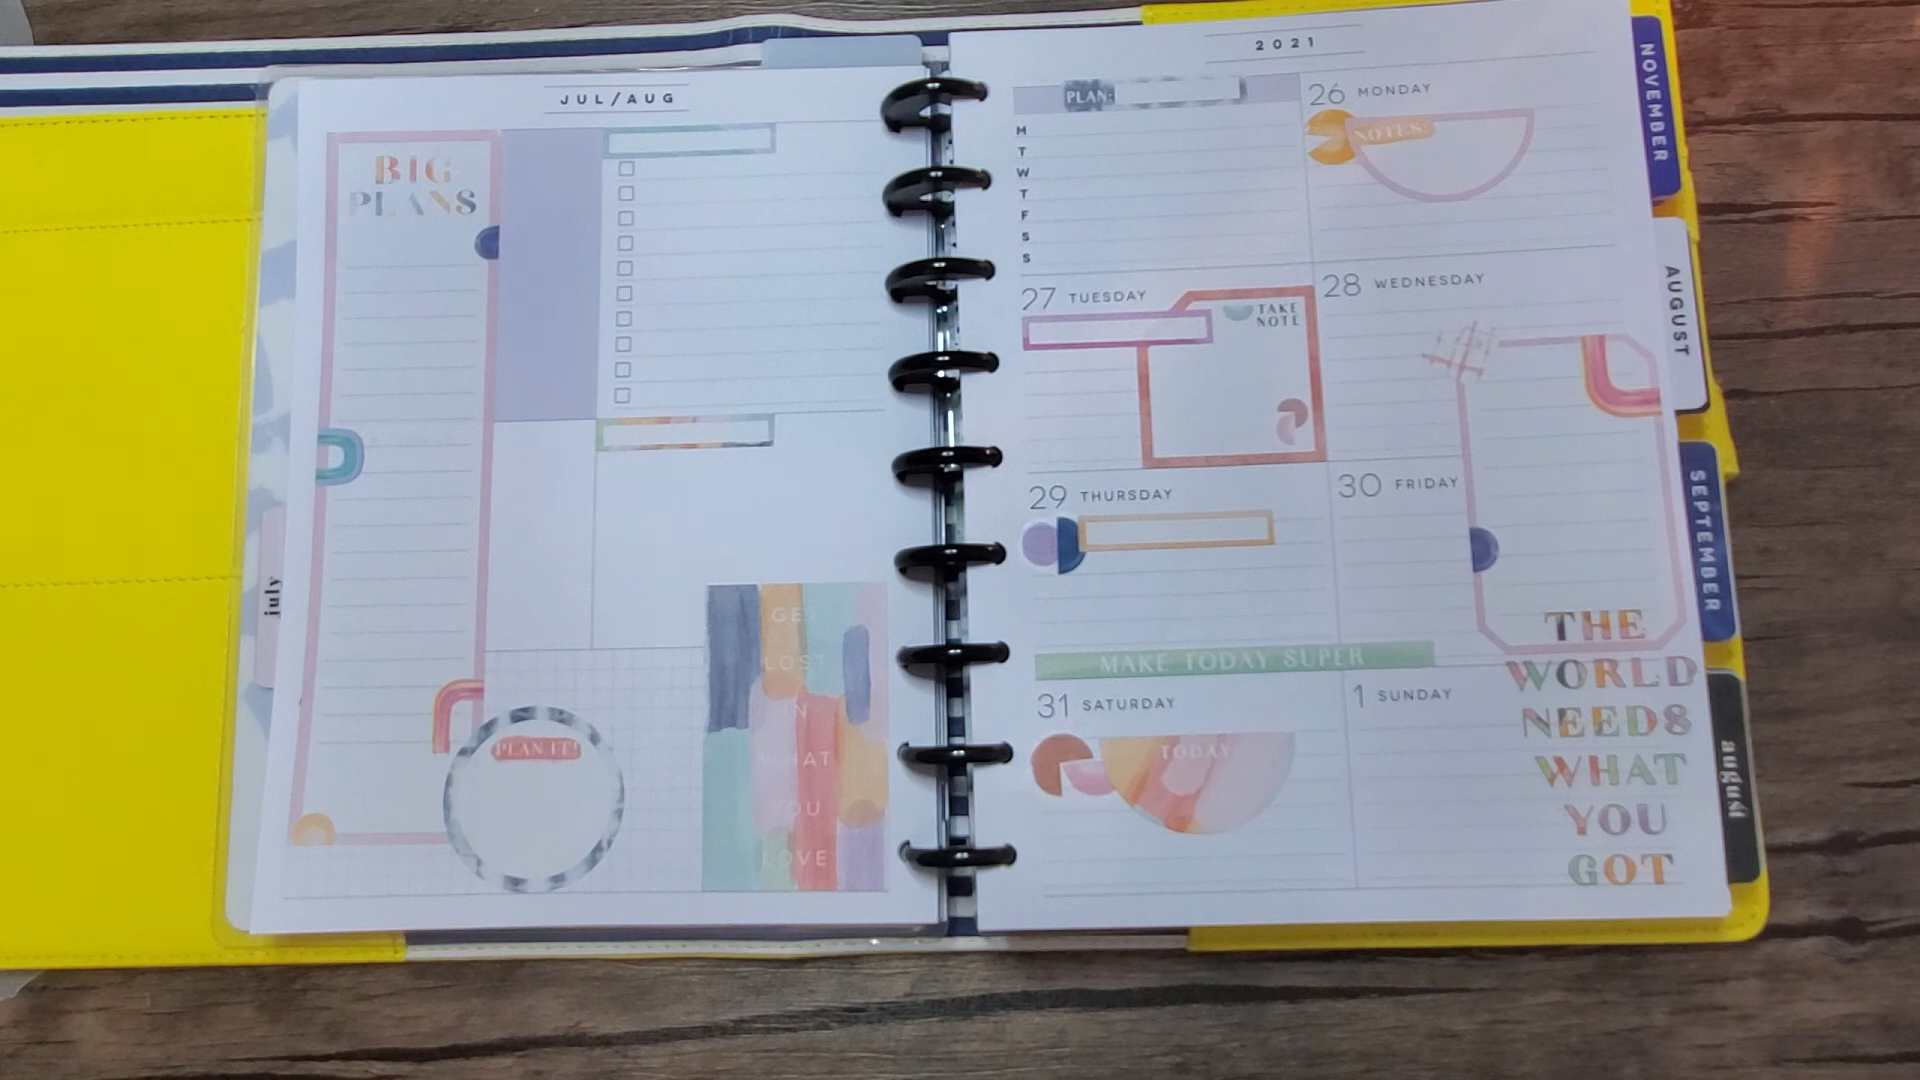 JUL/AUG
BIG
PLANS
PLAN IT!
GET
LOST
IN
WHAT
YOU
LOVE
july
2021
PLAN:
M
T
W
T
F
S
S
26 MONDAY
NOTES:
27 TUESDAY
TAKE
NOTE
28 WEDNESDAY
29 THURSDAY
30 FRIDAY
MAKE TODAY SUPER
31 SATURDAY
TODAY
1 SUNDAY
THE
WORLD
NEEDS
WHAT
YOU
GOT
NOVEMBER
AUGUST
SEPTEMBER
august